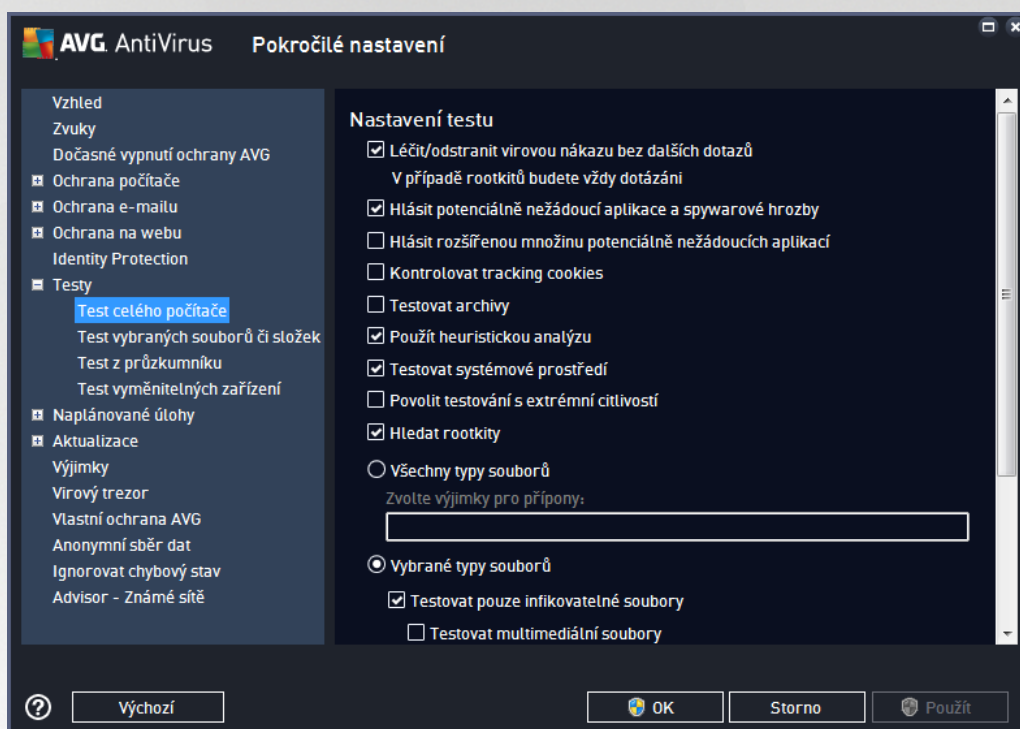 AVG. AntiVirus Pokročilé nastavení
Vzhled
Zvuky
Dočasné vypnutí ochrany AVG
Ochrana počítače
Ochrana e-mailu
Ochrana na webu
Identity Protection
Testy
Test celého počítače
Test vybraných souborů či složek
Test z průzkumníku
Test vyměnitelných zařízení
Naplánované úlohy
Aktualizace
Výjimky
Virový trezor
Vlastní ochrana AVG
Anonymní sběr dat
Ignorovat chybový stav
Advisor - Známé sítě
Nastavení testu
Léčit/odstranit virovou nákazu bez dalších dotazů
V případě rootkitů budete vždy dotázáni
Hlásit potenciálně nežádoucí aplikace a spywarové hrozby
Hlásit rozšířenou množinu potenciálně nežádoucích aplikací
Kontrolovat tracking cookies
Testovat archivy
Použít heuristickou analýzu
Testovat systémové prostředí
Povolit testování s extrémní citlivostí
Hledat rootkity
Všechny typy souborů
Zvolte výjimky pro přípony:
Vybrané typy souborů
Testovat pouze infikovatelné soubory
Testovat multimediální soubory
? Výchozí OK Storno Použít